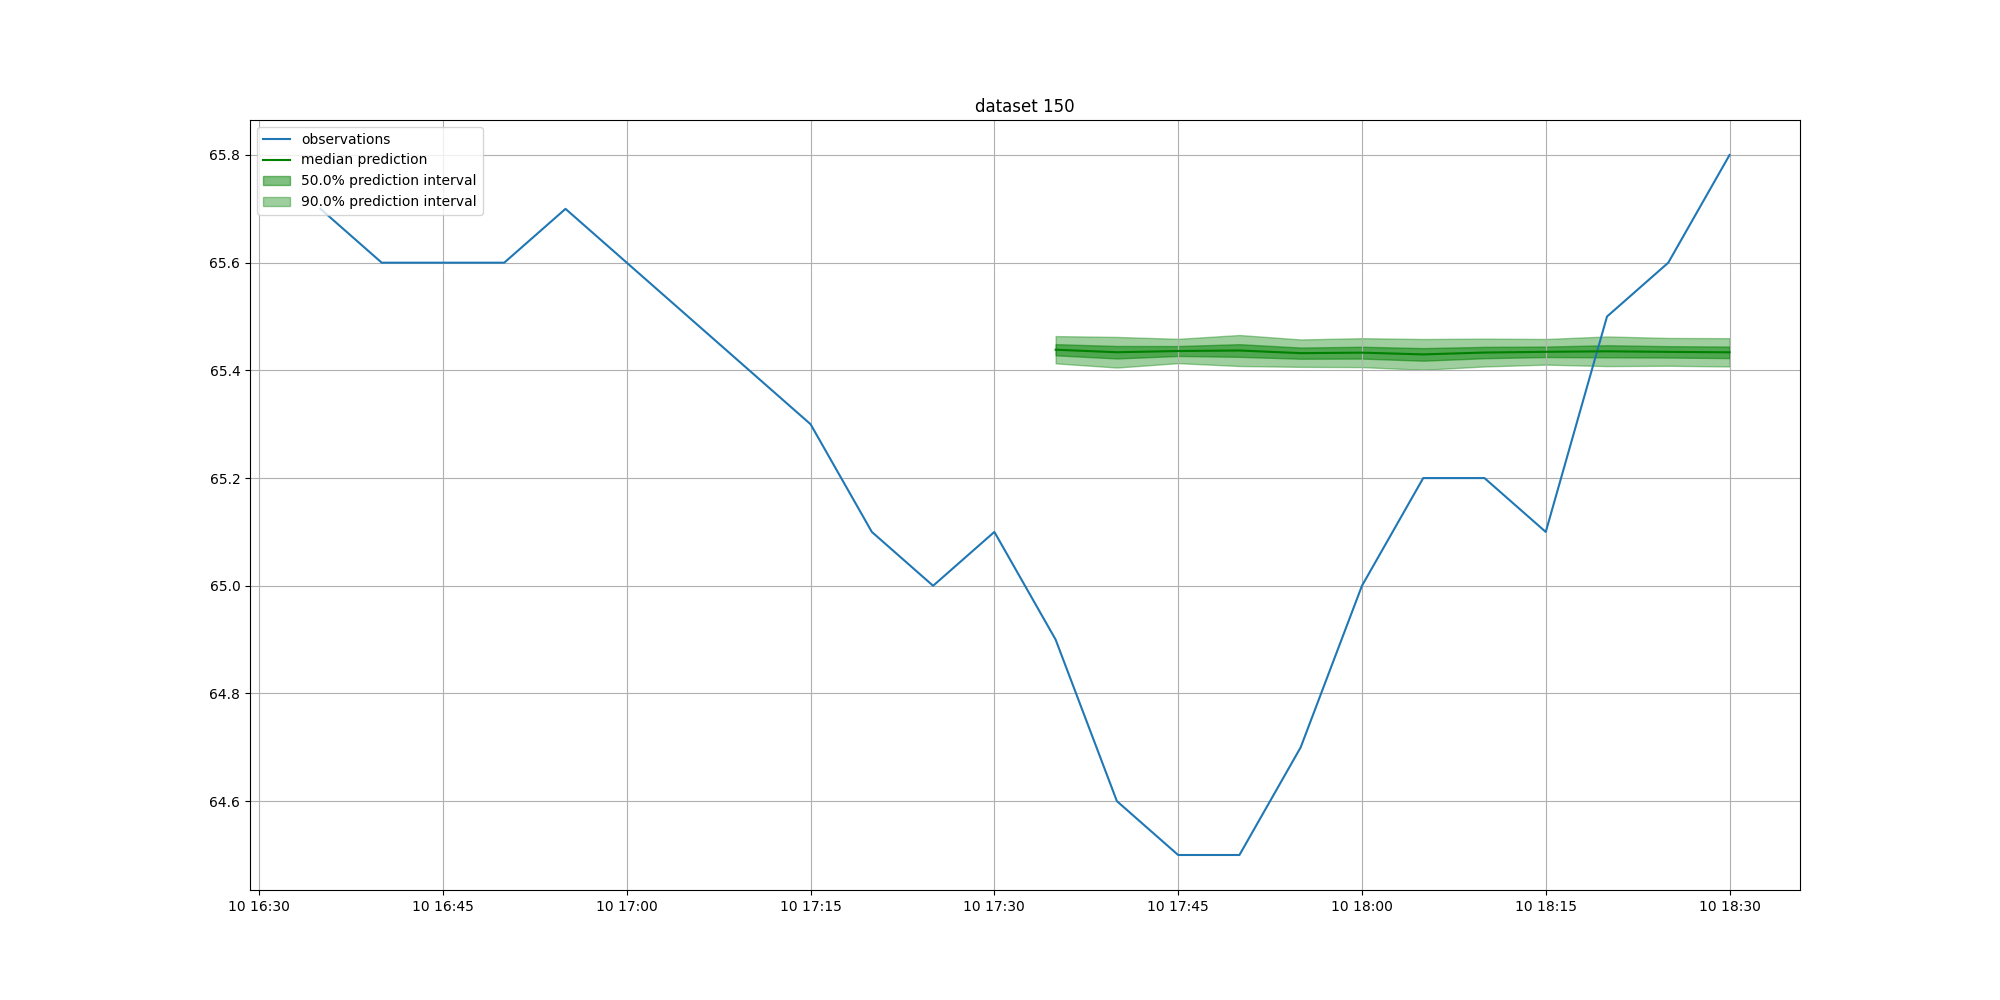 dataset 150
observations
median prediction
50.0% prediction interval
90.0% prediction interval
65.8
65.6
65.4
65.2
65.0
64.8
64.6
10 16:30 10 16:45 10 17:00 10 17:15 10 17:30 10 17:45 10 18:00 10 18:15 10 18:30